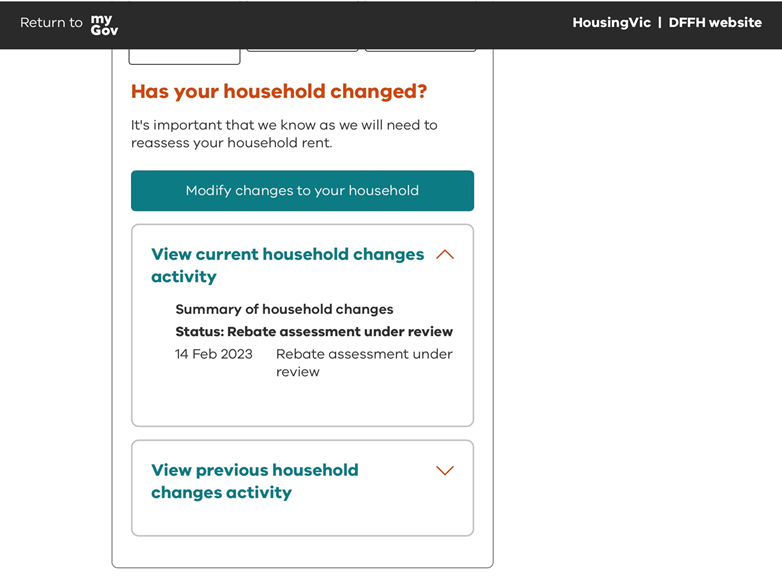 Return to my Gov
HousingVic | DFFH website
Has your household changed?
It's important that we know as we will need to
reassess your household rent.
Modify changes to your household
View current household changes
activity
Summary of household changes
Status: Rebate assessment under review
14 Feb 2023 Rebate assessment under
review
View previous household
changes activity